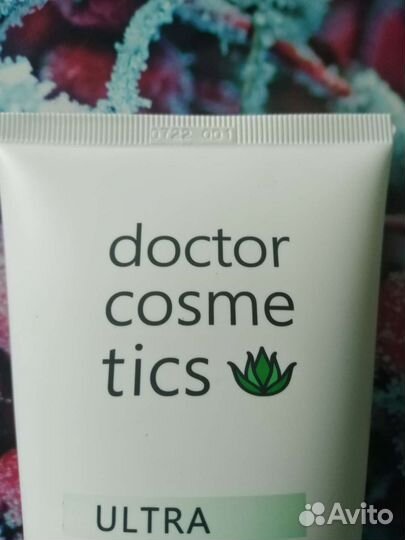 0722 001
doctor
cosme
tics
ULTRA
Avito